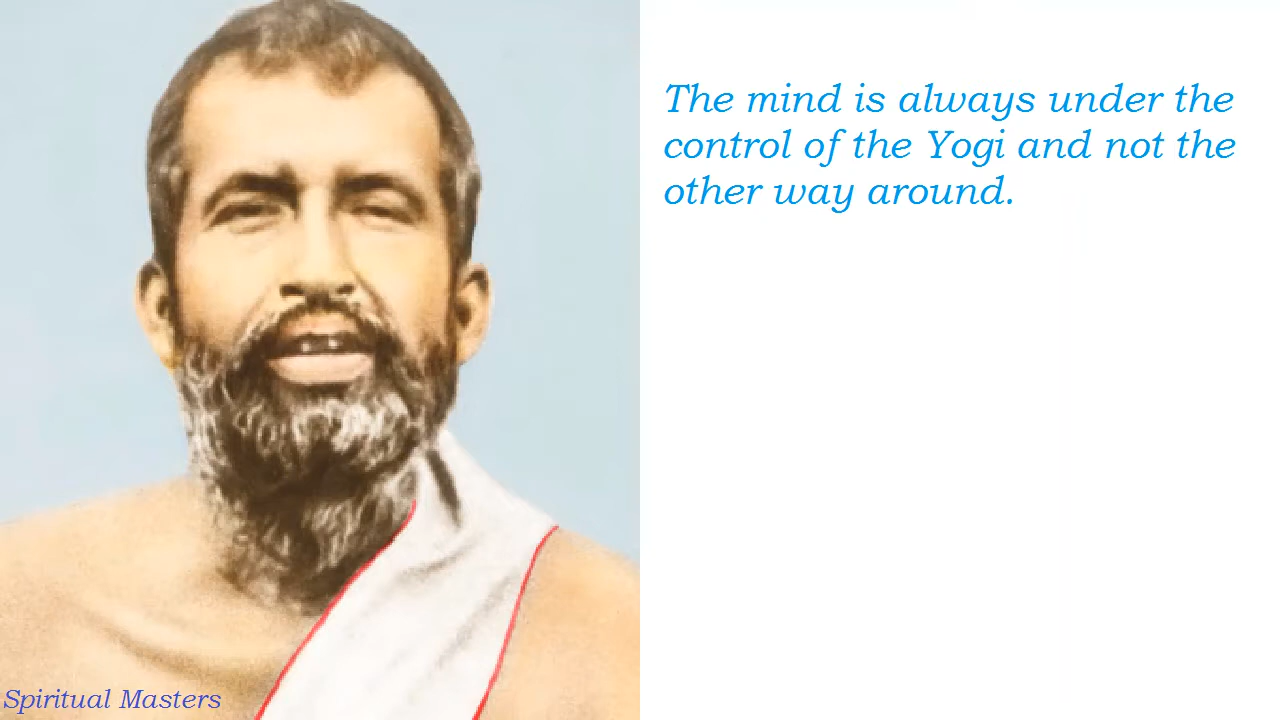 The mind is always under the
control of the Yogi and not the
other way around.
Spiritual Masters